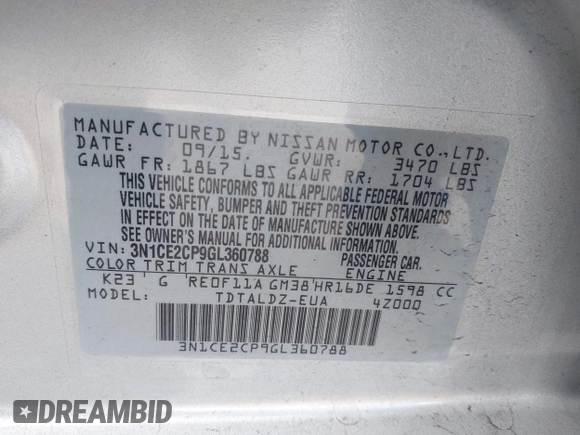 MANUFACTURED BY NISSAN MOTOR CO.,LTD.
DATE: 09/15. GVWR: 3470 LBS
GAWR FR: 1867 LBS GAWR RR: 1704 LBS
THIS VEHICLE CONFORMS TO ALL APPLICABLE FEDERAL MOTOR
VEHICLE SAFETY, BUMPER AND THEFT PREVENTION STANDARDS
IN EFFECT ON THE DATE OF MANUFACTURE SHOWN ABOVE.
SEE OWNER'S MANUAL FOR ADDITIONAL INFORMATION.
VIN: 3N1CE2CP9GL360788 PASSENGER CAR.
COLOR TRIM TRANS AXLE ENGINE
K23 G RE0F11A GM38 HR16DE 1598 CC
MODEL: TDTALDZ-EUA 4Z000
3N1CE2CP9GL360788
DREAMBID